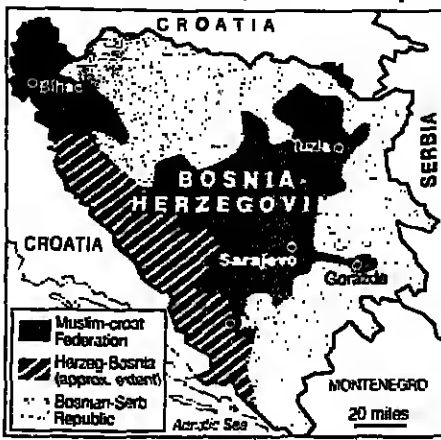 CROATIA
Bihac
Tuzla
SERBIA
BOSNIA-
HERZEGOVI
CROATIA
Sarajevo
Gorazde
Muslim-croat
Federation
Herzeg-Bosnia
(approx. extent)
Bosnian-Serb
Republic
MONTENEGRO
Adriatic Sea
20 miles